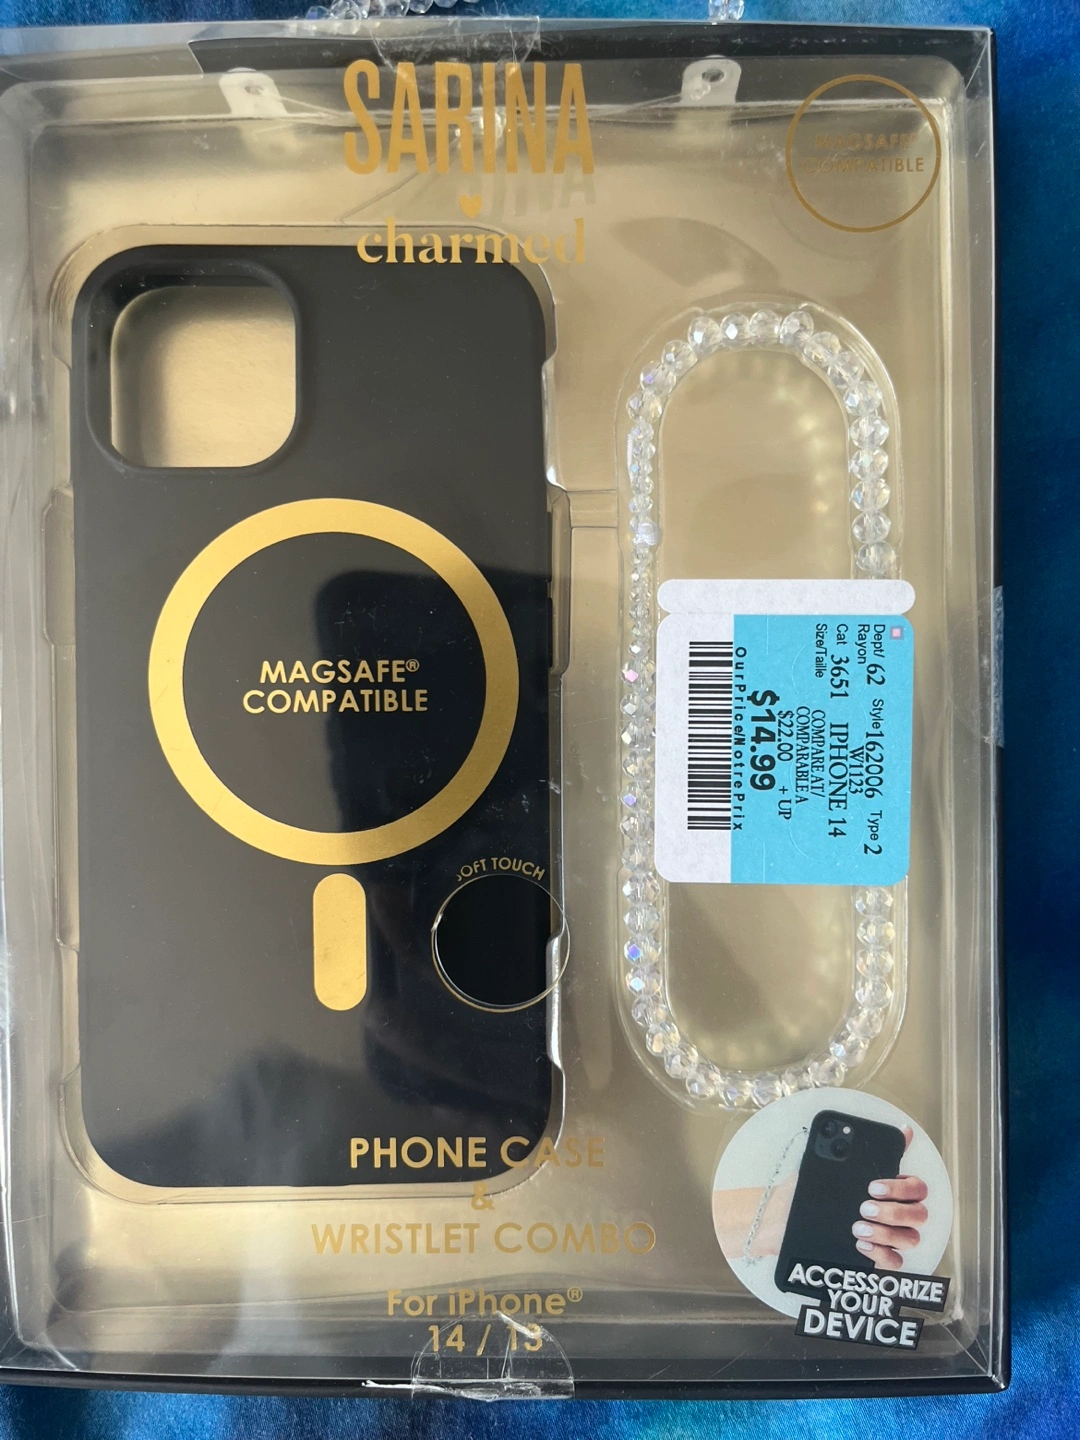 SARINA
charmed
MAGSAFE®
COMPATIBLE
MAGSAFE®
COMPATIBLE
SOFT TOUCH
Dept/ 62 Style 162006 Type 2
Rayon W1123
Cat 3651 IPHONE 14
Size/Taille COMPARE AT/
COMPARABLE A
$22.00 + UP
$14.99
OurPrice/NotrePrix
PHONE CASE
&
WRISTLET COMBO
For iPhone®
14 / 13
ACCESSORIZE
YOUR
DEVICE